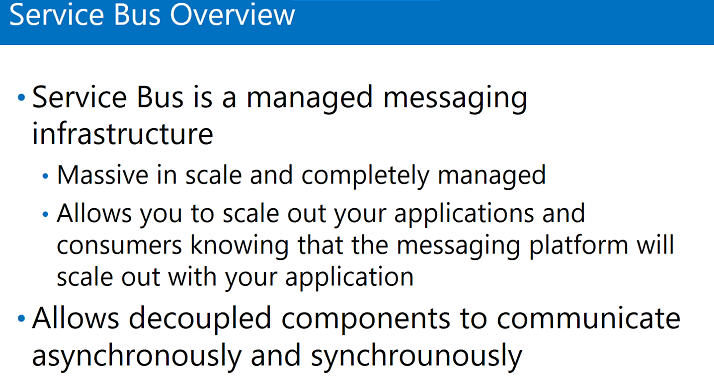 Service Bus Overview
• Service Bus is a managed messaging
infrastructure
• Massive in scale and completely managed
• Allows you to scale out your applications and
consumers knowing that the messaging platform will
scale out with your application
• Allows decoupled components to communicate
asynchronously and synchrounously